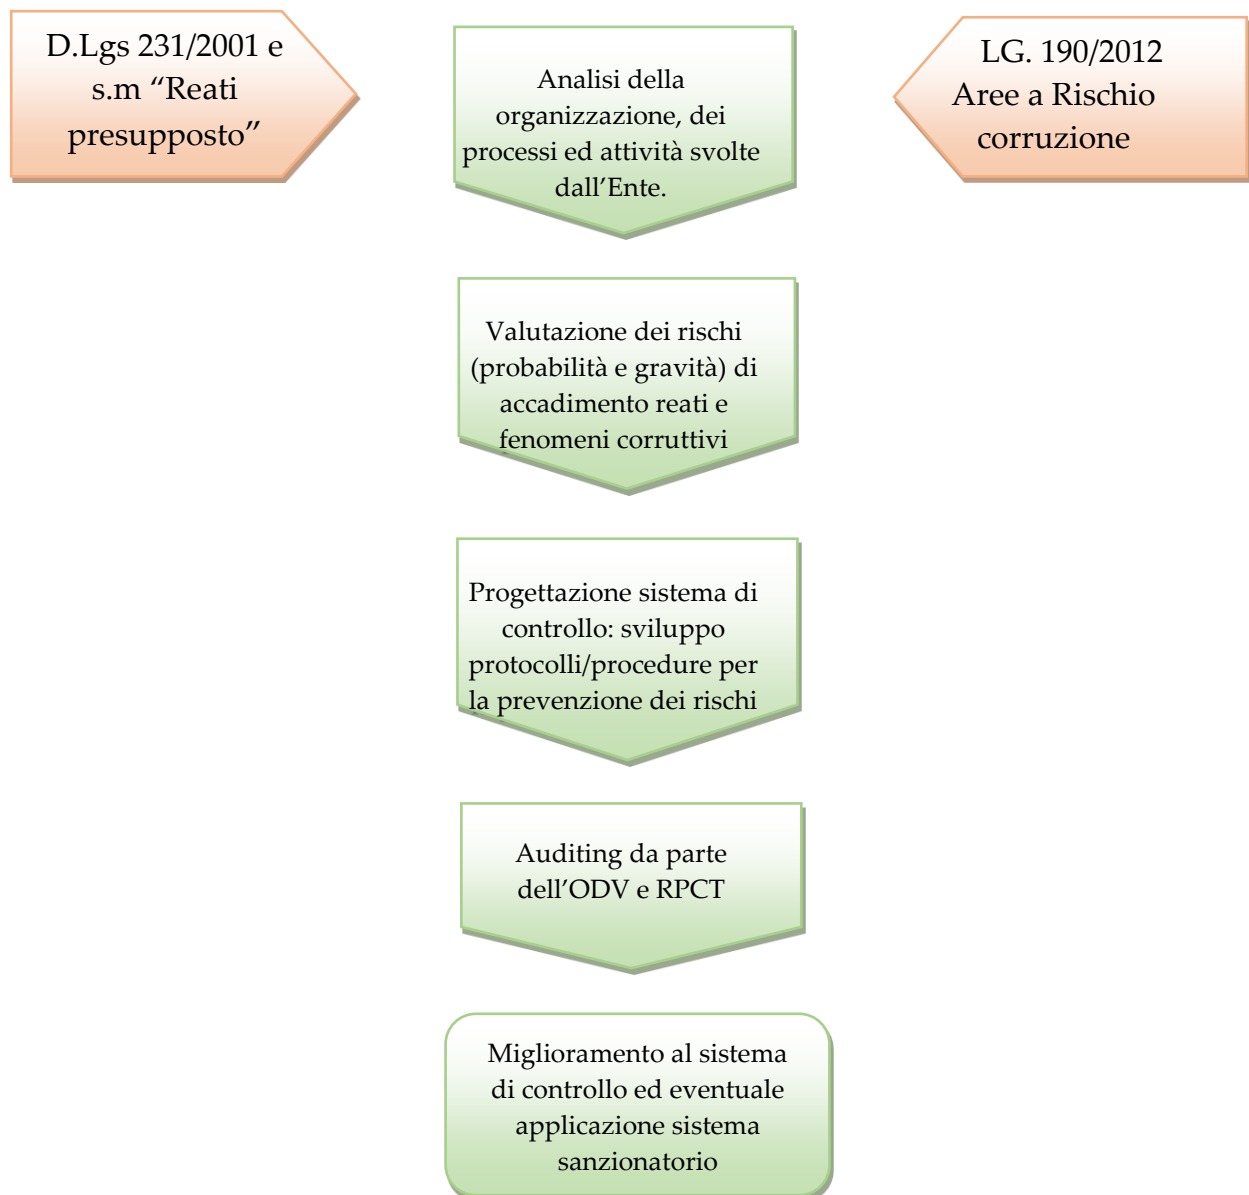 D.Lgs 231/2001 e
s.m “Reati
presupposto”
Analisi della
organizzazione, dei
processi ed attività svolte
dall’Ente.
LG. 190/2012
Aree a Rischio
corruzione
Valutazione dei rischi
(probabilità e gravità) di
accadimento reati e
fenomeni corruttivi
Progettazione sistema di
controllo: sviluppo
protocolli/procedure per
la prevenzione dei rischi
Auditing da parte
dell’ODV e RPCT
Miglioramento al sistema
di controllo ed eventuale
applicazione sistema
sanzionatorio